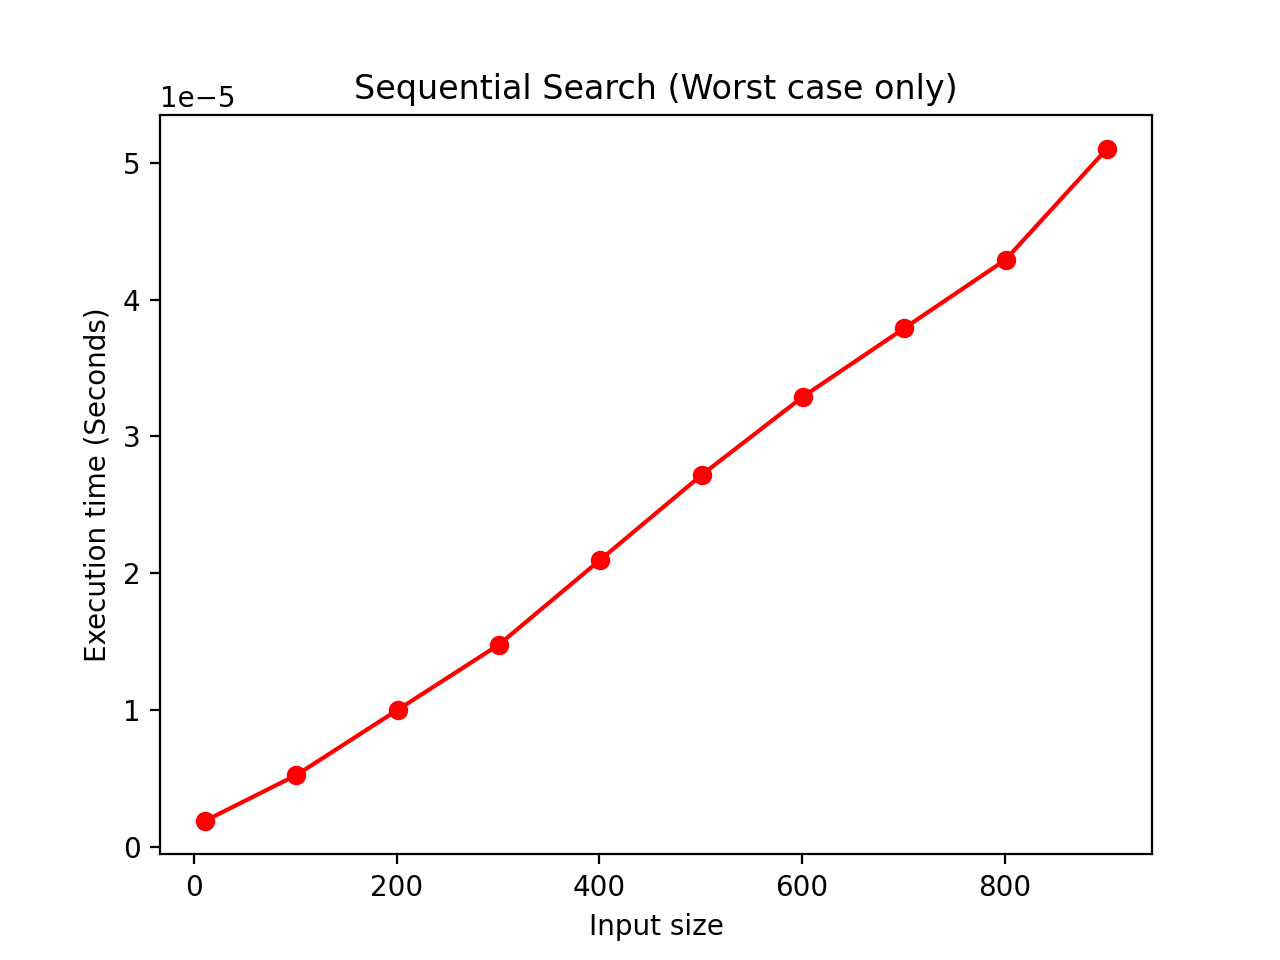 Sequential Search (Worst case only)
1e−5
5
4
3
2
1
0
Execution time (Seconds)
0 200 400 600 800
Input size